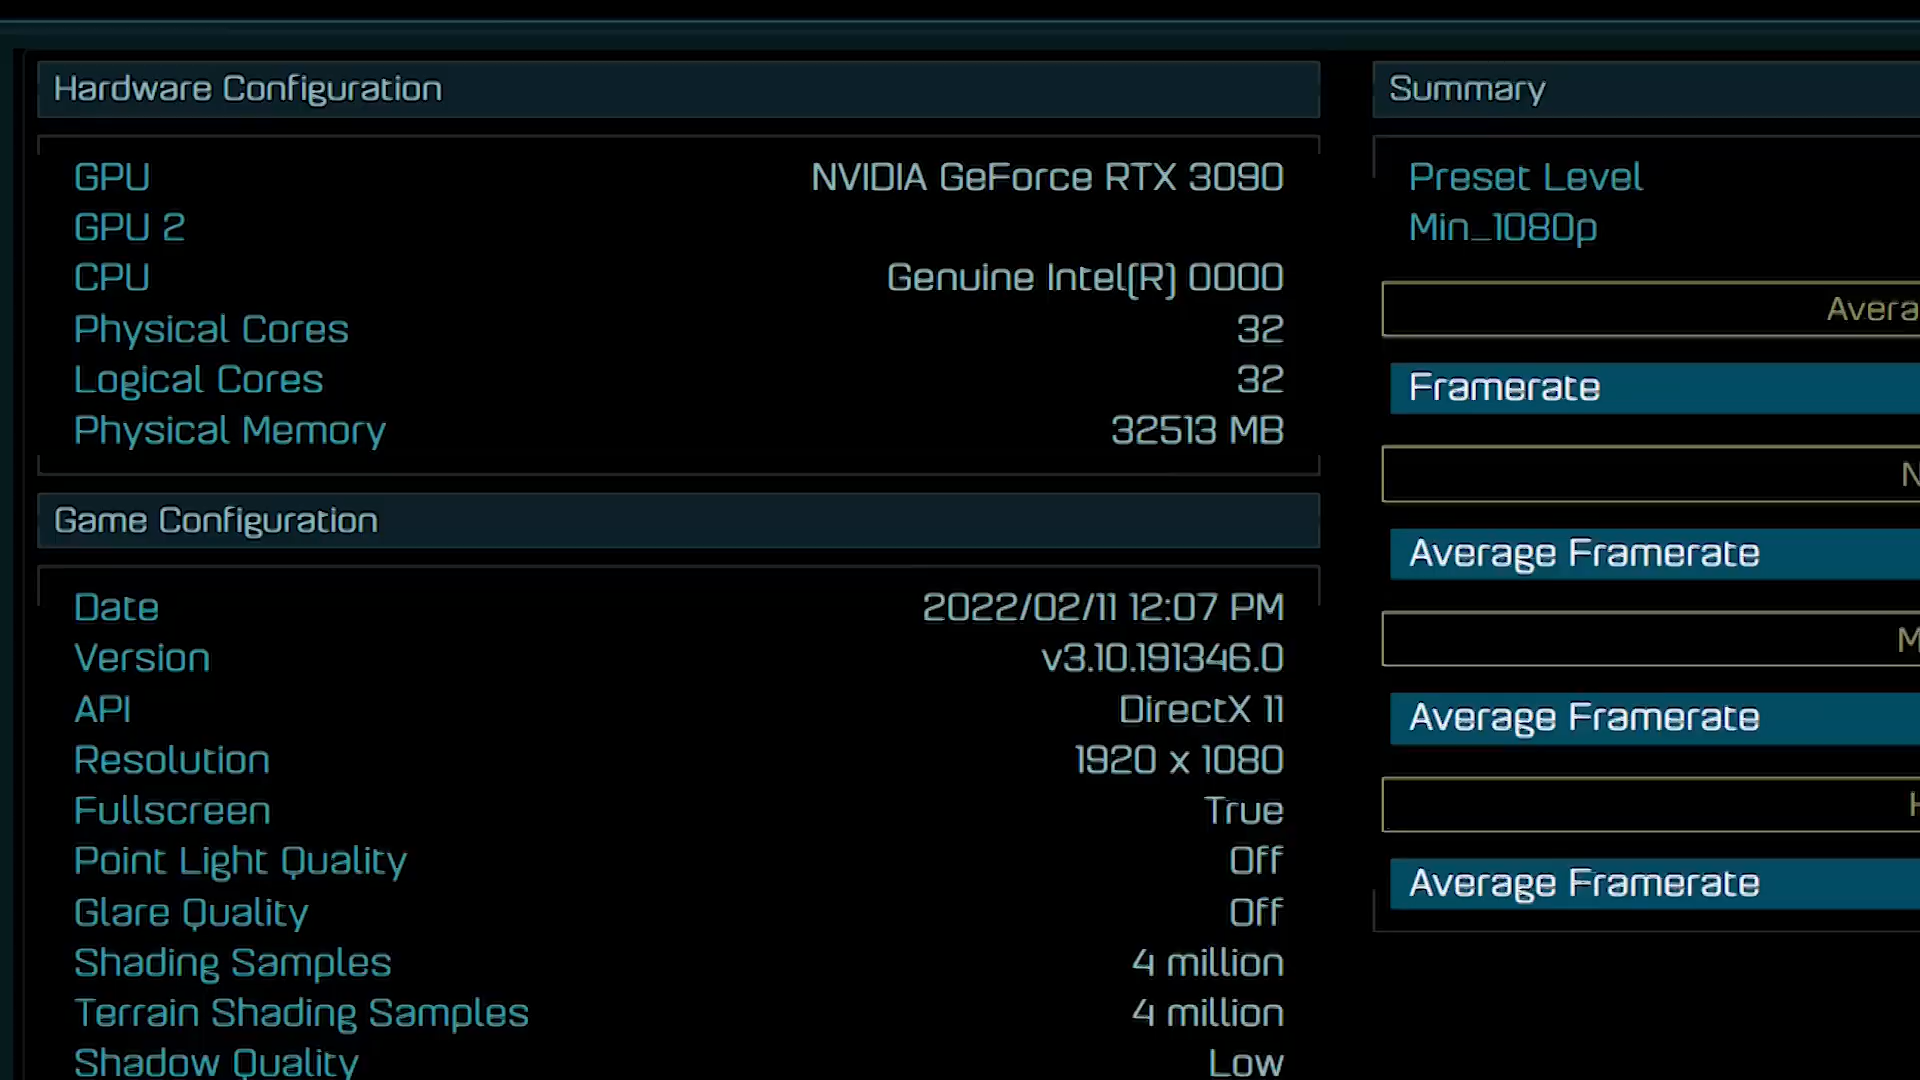 Hardware Configuration
GPU NVIDIA GeForce RTX 3090
GPU 2
CPU Genuine Intel(R) 0000
Physical Cores 32
Logical Cores 32
Physical Memory 32513 MB
Game Configuration
Date 2022/02/11 12:07 PM
Version v3.10.191346.0
API DirectX 11
Resolution 1920 x 1080
Fullscreen True
Point Light Quality Off
Glare Quality Off
Shading Samples 4 million
Terrain Shading Samples 4 million
Shadow Quality Low
Summary
Preset Level
Min_1080p
Framerate
Average Framerate
Average Framerate
Average Framerate